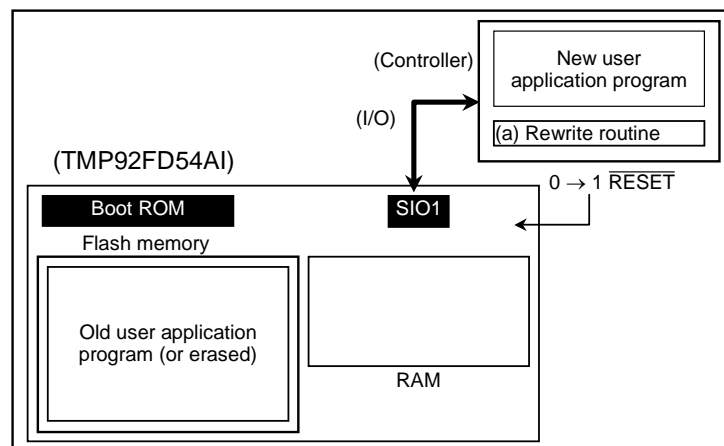 (Controller)
New user
application program
(I/O)
(a) Rewrite routine
(TMP92FD54AI)
0 → 1 RESET
Boot ROM
SIO1
Flash memory
Old user application
program (or erased)
RAM